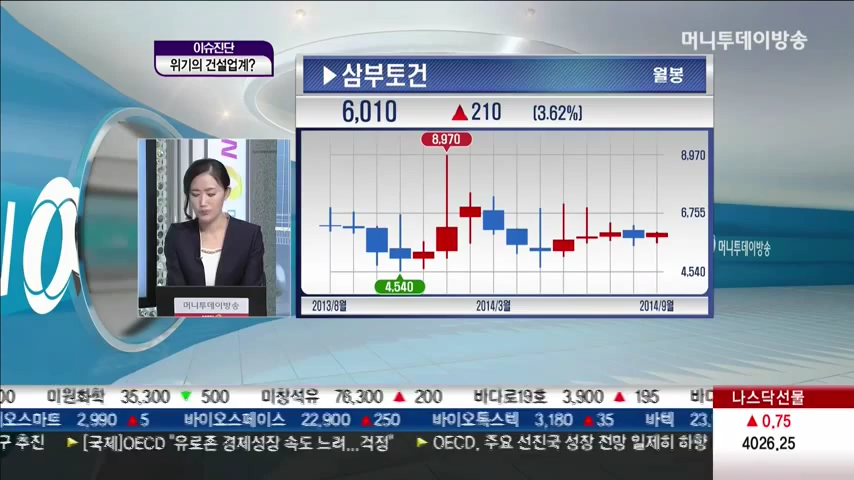 이슈진단
위기의 건설업계?
머니투데이방송
▶삼부토건
월봉
6,010 ▲210 [3.62%]
8.970
8.970
6.755
4.540
4.540
2013/8월 2014/3월 2014/9월
머니투데이방송
머니투데이방송
00 미원화학 35,300 ▼ 500 미창석유 76,300 ▲ 200 바다로19호 3,900 ▲ 195
오스마트 2,990 ▲5 바이오스페이스 22,900 ▲250 바이오톡스텍 3,180 ▲35 바텍 23.
구 추진 ▶[국제]OECD "유로존 경제성장 속도 느려...걱정" ▶OECD, 주요 선진국 성장 전망 일제히 하향
나스닥선물
▲0.75
4026.25